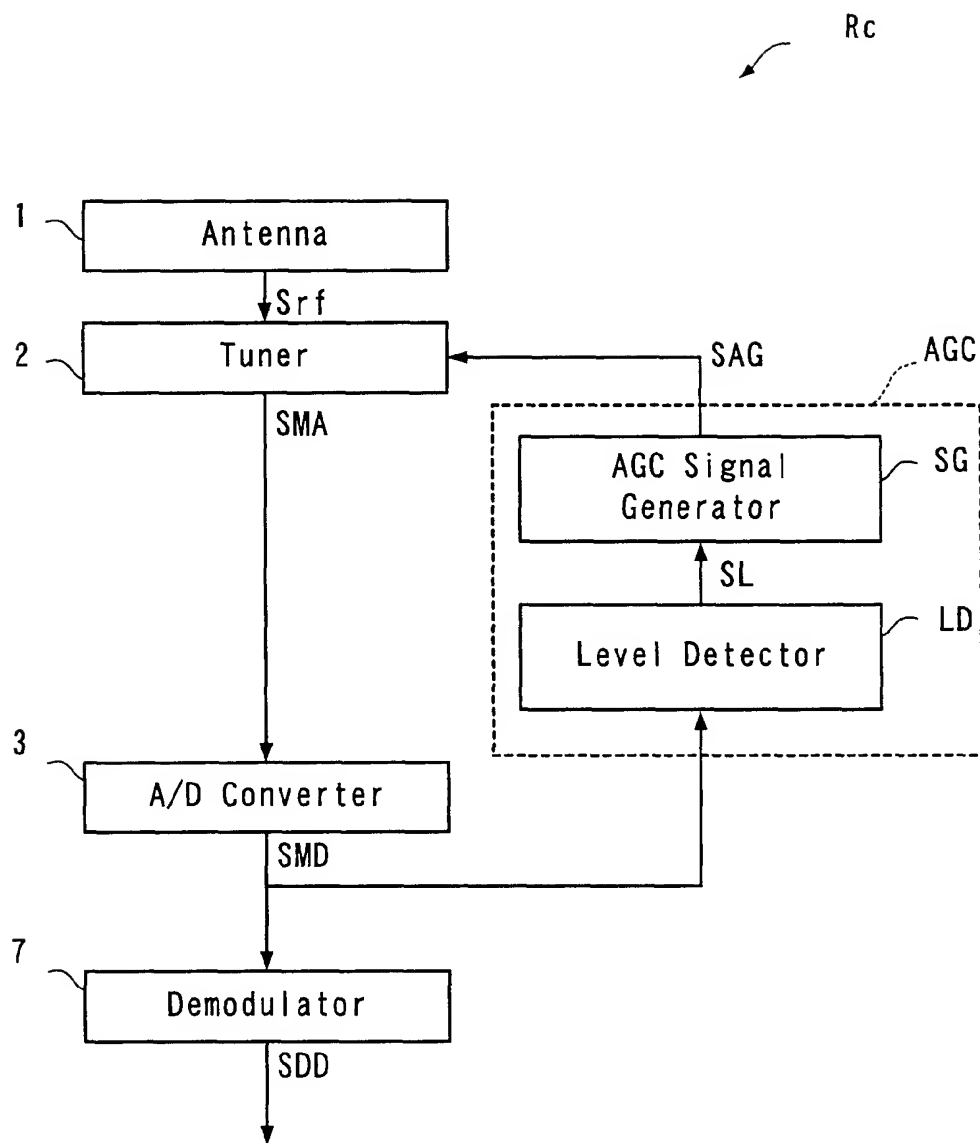 Rc
1
Antenna
Srf
2
Tuner
SAG
AGC
SMA
AGC Signal
Generator
SG
SL
Level Detector
LD
3
A/D Converter
SMD
7
Demodulator
SDD